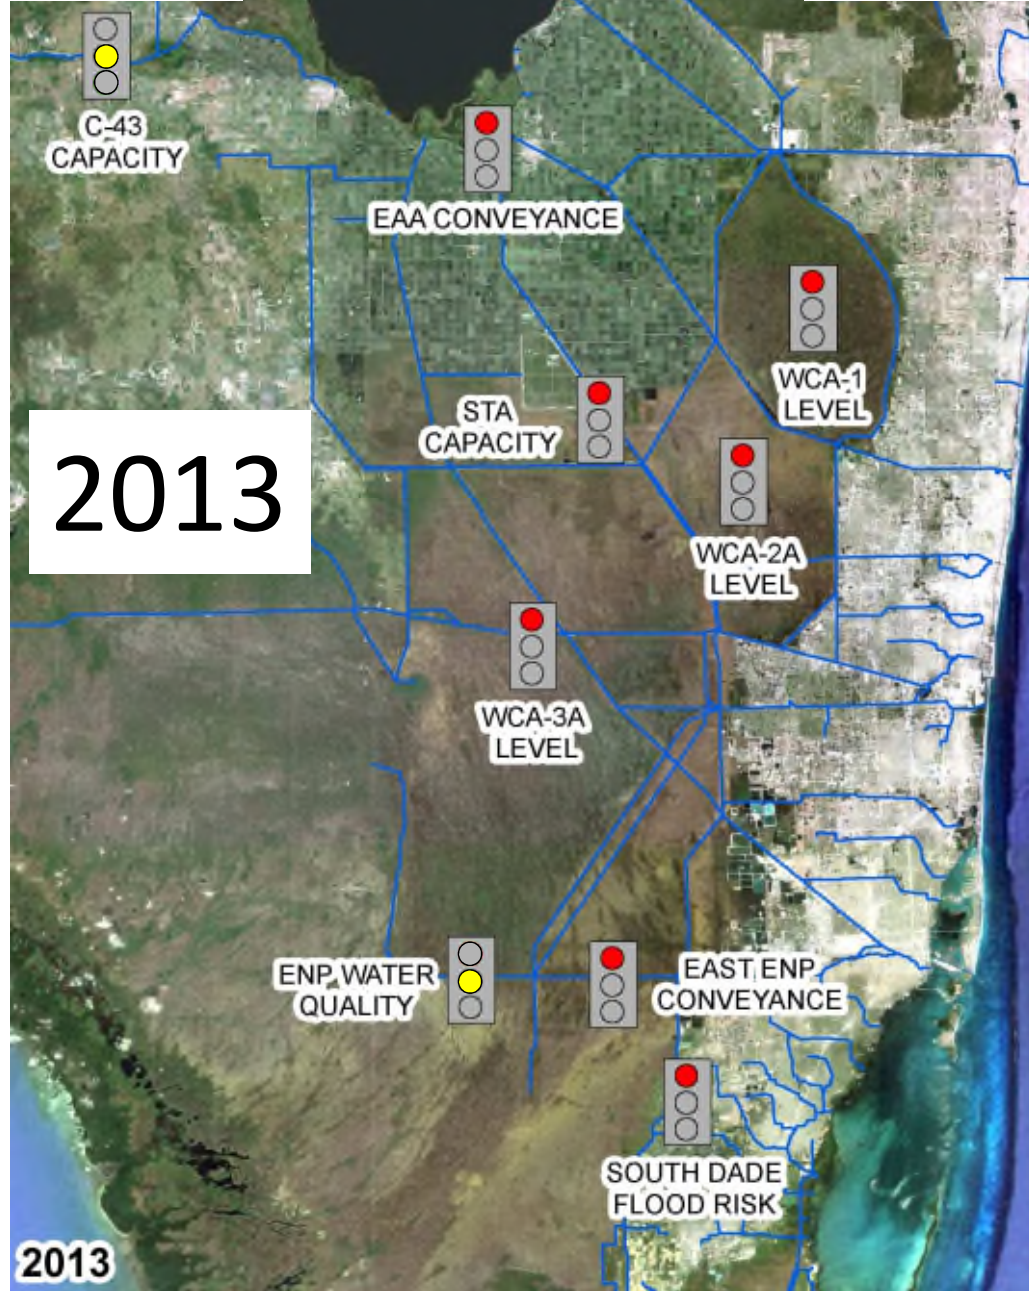 C-43
CAPACITY
EAA CONVEYANCE
WCA-1
LEVEL
STA
CAPACITY
2013
WCA-2A
LEVEL
WCA-3A
LEVEL
ENP WATER
QUALITY
EAST ENP
CONVEYANCE
SOUTH DADE
FLOOD RISK
2013